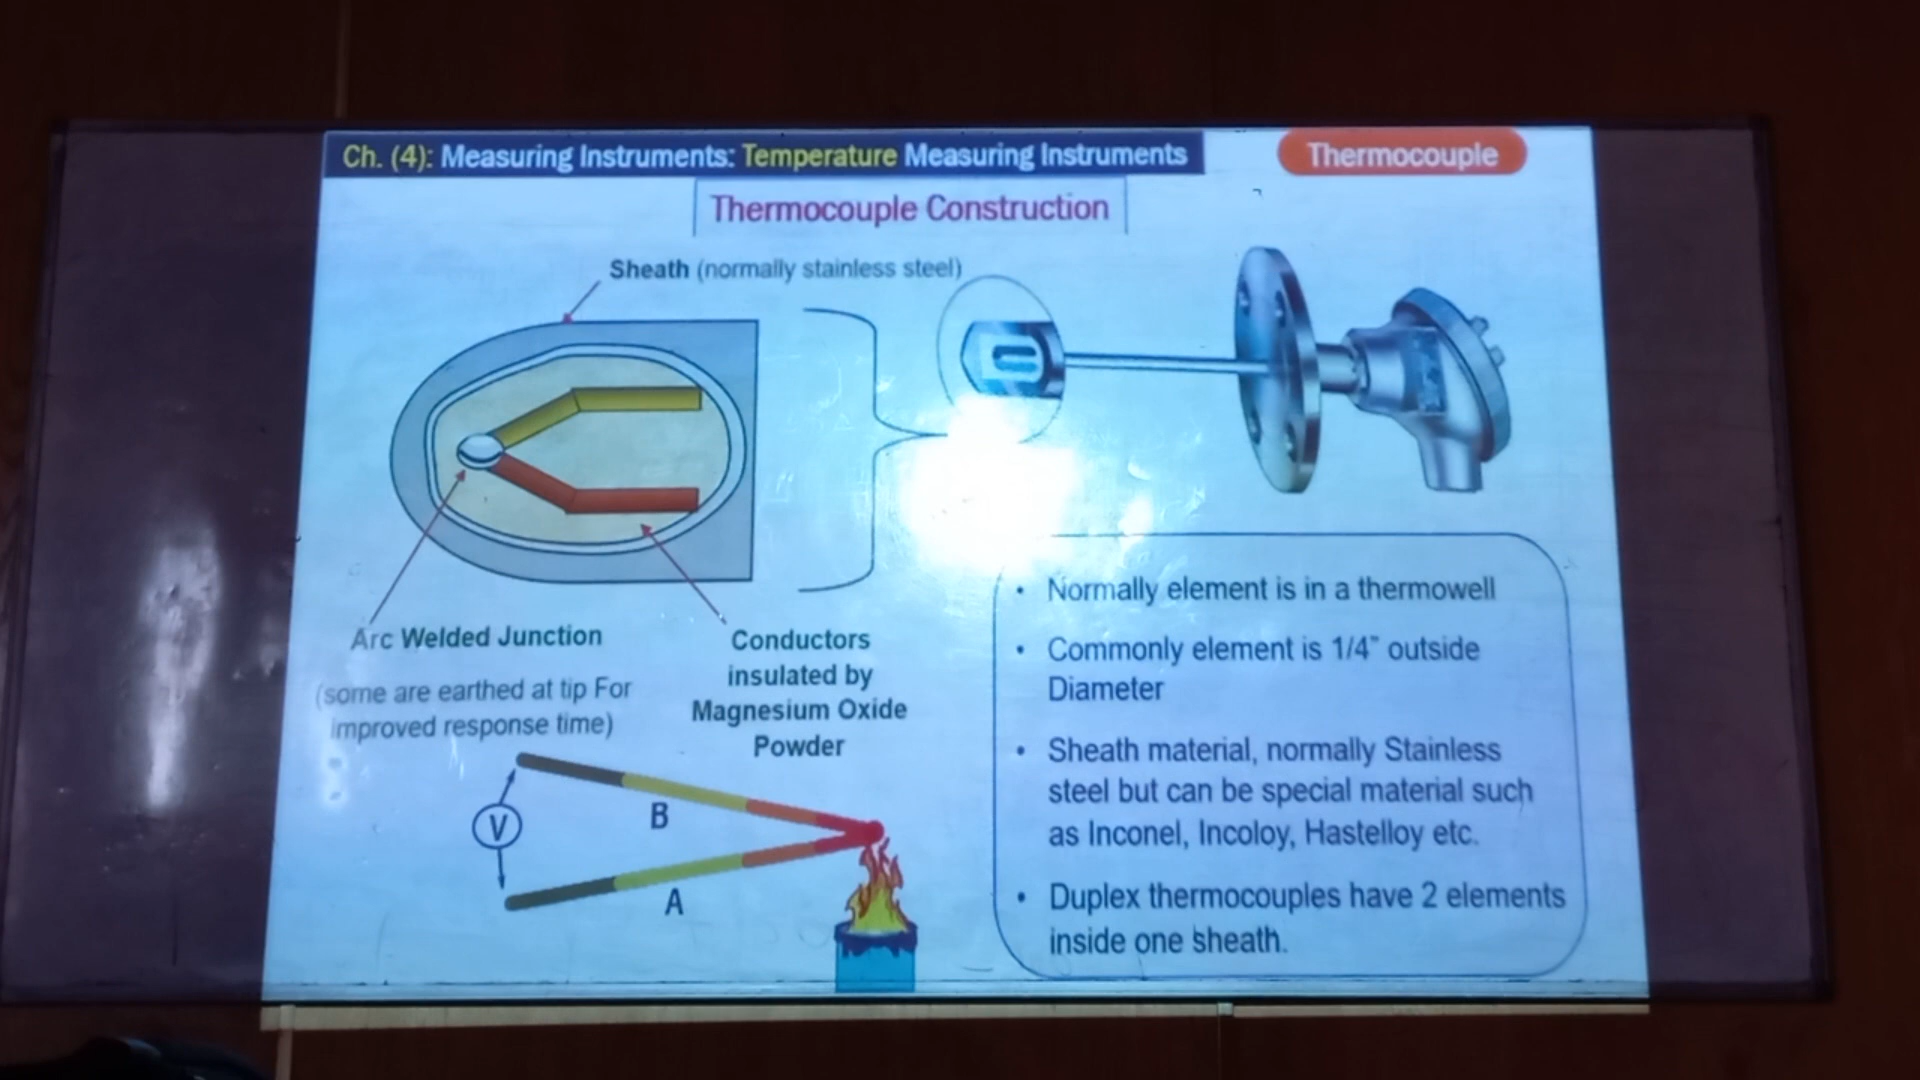 Ch. (4): Measuring Instruments: Temperature Measuring Instruments
Thermocouple
Thermocouple Construction
Sheath (normally stainless steel)
Arc Welded Junction
(some are earthed at tip For
improved response time)
Conductors
insulated by
Magnesium Oxide
Powder
V
B
A
• Normally element is in a thermowell
• Commonly element is 1/4" outside
Diameter
• Sheath material, normally Stainless
steel but can be special material such
as Inconel, Incoloy, Hastelloy etc.
• Duplex thermocouples have 2 elements
inside one sheath.